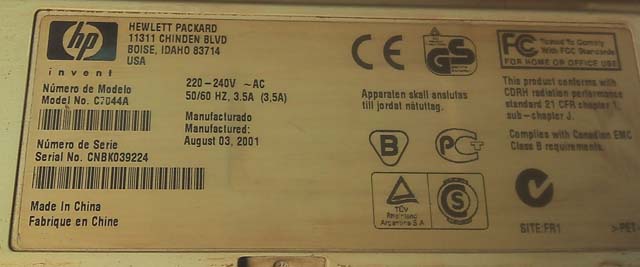 hp
invent
HEWLETT PACKARD
11311 CHINDEN BLVD
BOISE, IDAHO 83714
USA
Número de Modelo
Model No. C7044A
220-240V ~AC
50/60 HZ, 3.5A (3,5A)
Manufacturado
Manufactured:
August 03, 2001
Número de Serie
Serial No. CNBK039224
Made In China
Fabrique en Chine
CE
GS
Apparaten skall anslutas
till jordat nätuttag.
B
PCT
TÜV
Rheinland
Argentina S.A
S
FC Tested To Comply
With FCC Standards
FOR HOME OR OFFICE USE
This product conforms with
CDRH radiation performance
standard 21 CFR chapter 1,
sub-chapter J.
Complies with Canadian EMC
Class B requirements.
SITE:FR1
>PET<